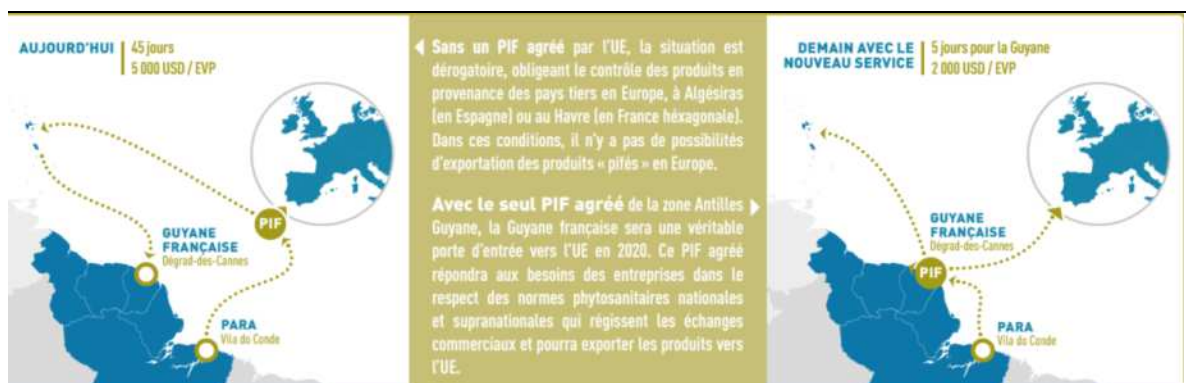 AUJOURD'HUI
45 jours
5 000 USD / EVP
PIF
GUYANE
FRANÇAISE
Dégrad-des-Cannes
PARA
Vila do Conde
Sans un PIF agréé par l'UE, la situation est
dérogatoire, obligeant le contrôle des produits en
provenance des pays tiers en Europe, à Algésiras
(en Espagne) ou au Havre (en France héxagonale).
Dans ces conditions, il n'y a pas de possibilités
d'exportation des produits « pifés » en Europe.
Avec le seul PIF agréé de la zone Antilles
Guyane, la Guyane française sera une véritable
porte d'entrée vers l'UE en 2020. Ce PIF agréé
répondra aux besoins des entreprises dans le
respect des normes phytosanitaires nationales
et supranationales qui régissent les échanges
commerciaux et pourra exporter les produits vers
l'UE.
DEMAIN AVEC LE
NOUVEAU SERVICE
5 jours pour la Guyane
2 000 USD / EVP
GUYANE
FRANÇAISE
Dégrad-des-Cannes
PIF
PARA
Vila do Conde